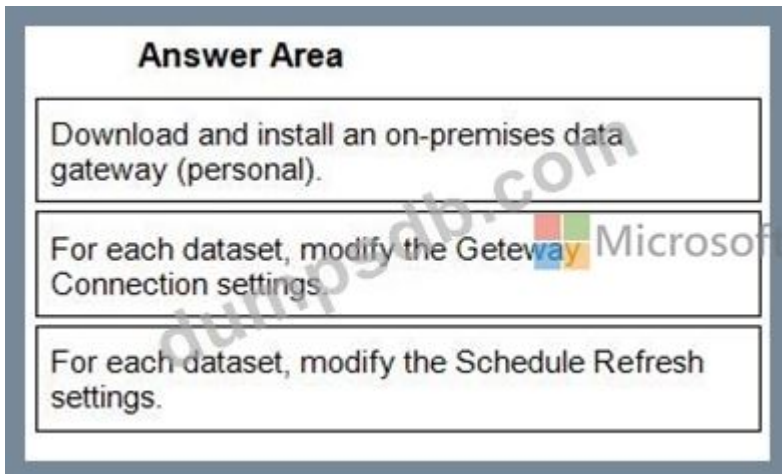 Answer Area
Download and install an on-premises data
gateway (personal).
For each dataset, modify the Geteway
Connection settings.
For each dataset, modify the Schedule Refresh
settings.
dumpsdb.com
Microsoft